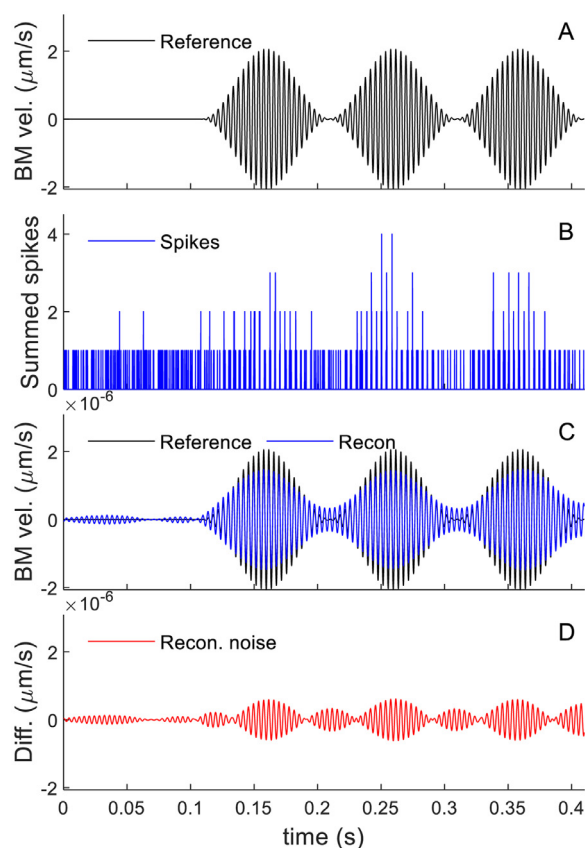 Reference
A
BM vel. (μm/s)
2
0
-2
Spikes
B
Summed spikes
4
2
0
×10⁻⁶
Reference
Recon
C
BM vel. (μm/s)
2
0
-2
×10⁻⁶
Recon. noise
D
Diff. (μm/s)
2
0
-2
0 0.05 0.1 0.15 0.2 0.25 0.3 0.35 0.4
time (s)